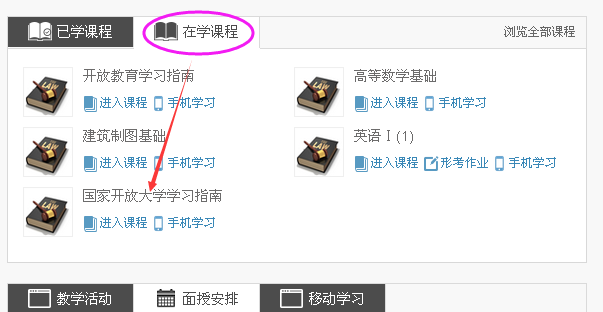 已学课程 在学课程 浏览全部课程
开放教育学习指南 高等数学基础
进入课程 手机学习 进入课程 手机学习
建筑制图基础 英语Ⅰ(1)
进入课程 手机学习 进入课程 形考作业 手机学习
国家开放大学学习指南
进入课程 手机学习
教学活动 面授安排 移动学习